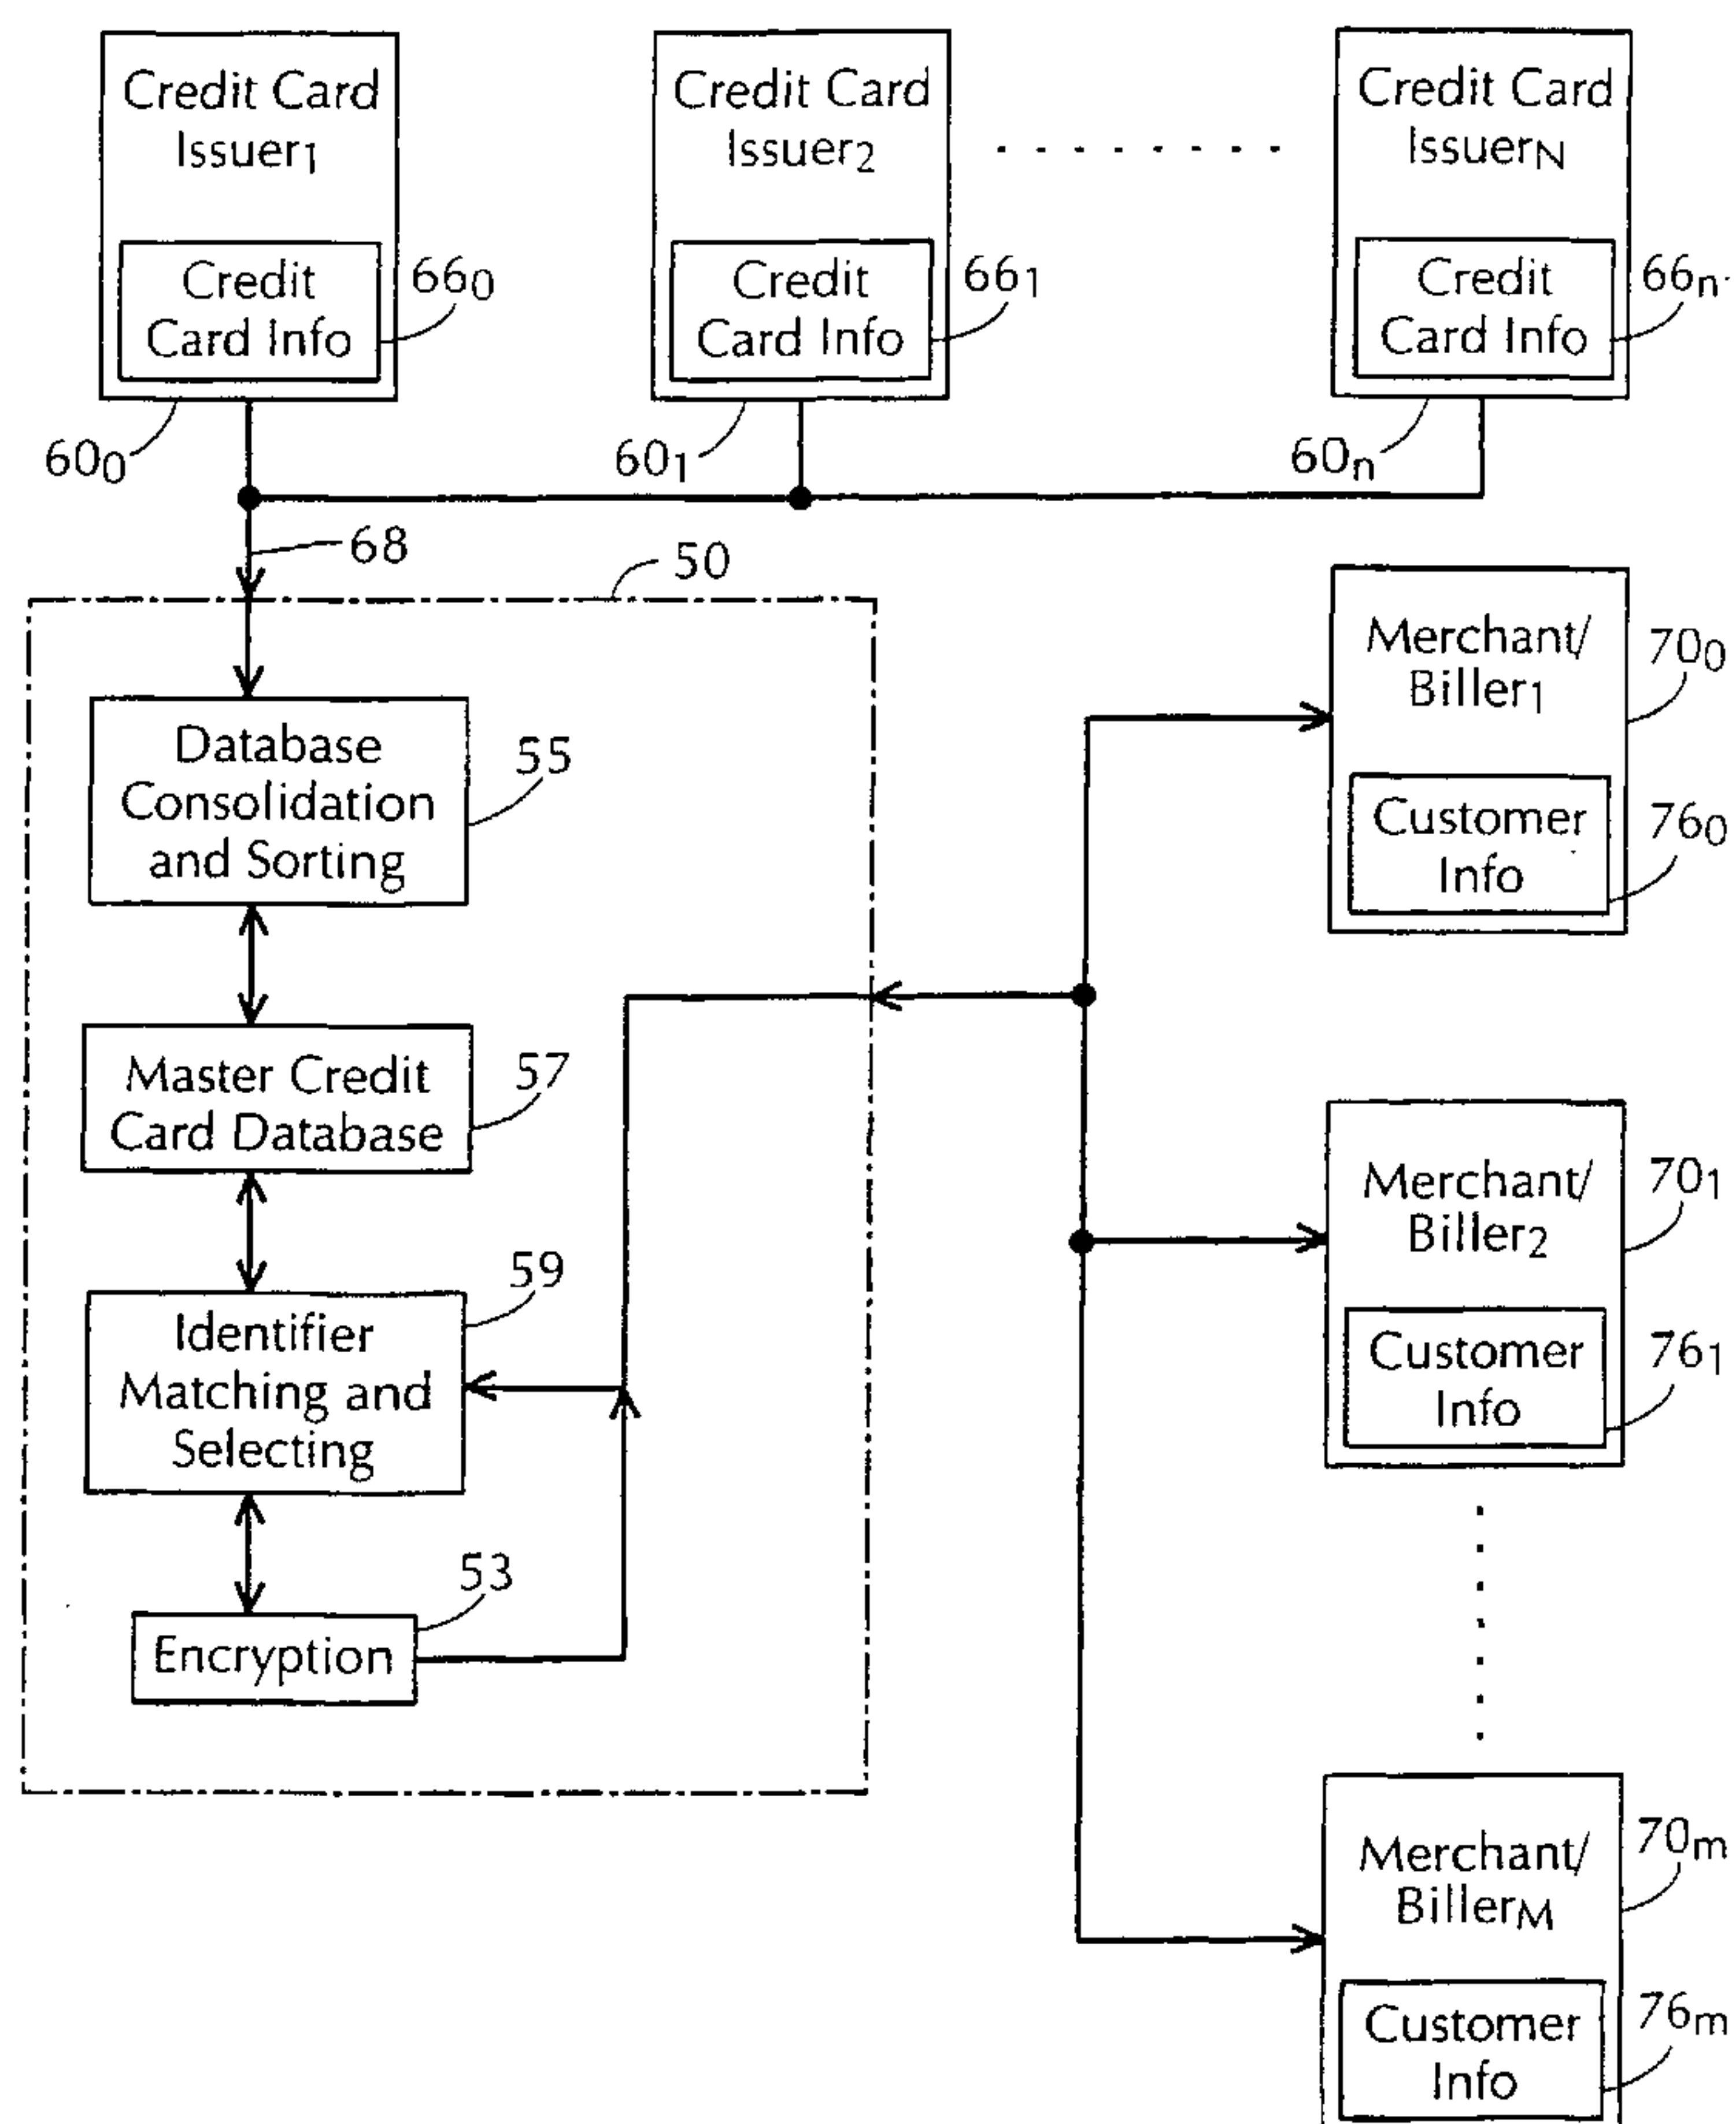 Credit Card
Issuer1
Credit
Card Info
660
600
Credit Card
Issuer2
Credit
Card Info
661
601
. . . . . . . .
Credit Card
IssuerN
Credit
Card Info
66n
60n
68
50
Database
Consolidation
and Sorting
55
Master Credit
Card Database
57
Identifier
Matching and
Selecting
59
Encryption
53
Merchant/
Biller1
700
Customer
Info
760
Merchant/
Biller2
701
Customer
Info
761
Merchant/
BillerM
70m
Customer
Info
76m